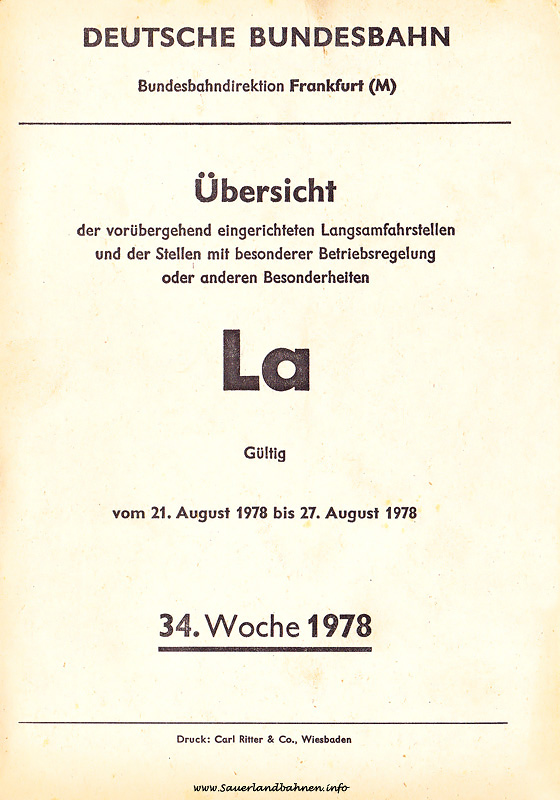 DEUTSCHE BUNDESBAHN
Bundesbahndirektion Frankfurt (M)
Übersicht
der vorübergehend eingerichteten Langsamfahrstellen
und der Stellen mit besonderer Betriebsregelung
oder anderen Besonderheiten
La
Gültig
vom 21. August 1978 bis 27. August 1978
34. Woche 1978
Druck: Carl Ritter & Co., Wiesbaden
www.Sauerlandbahnen.info